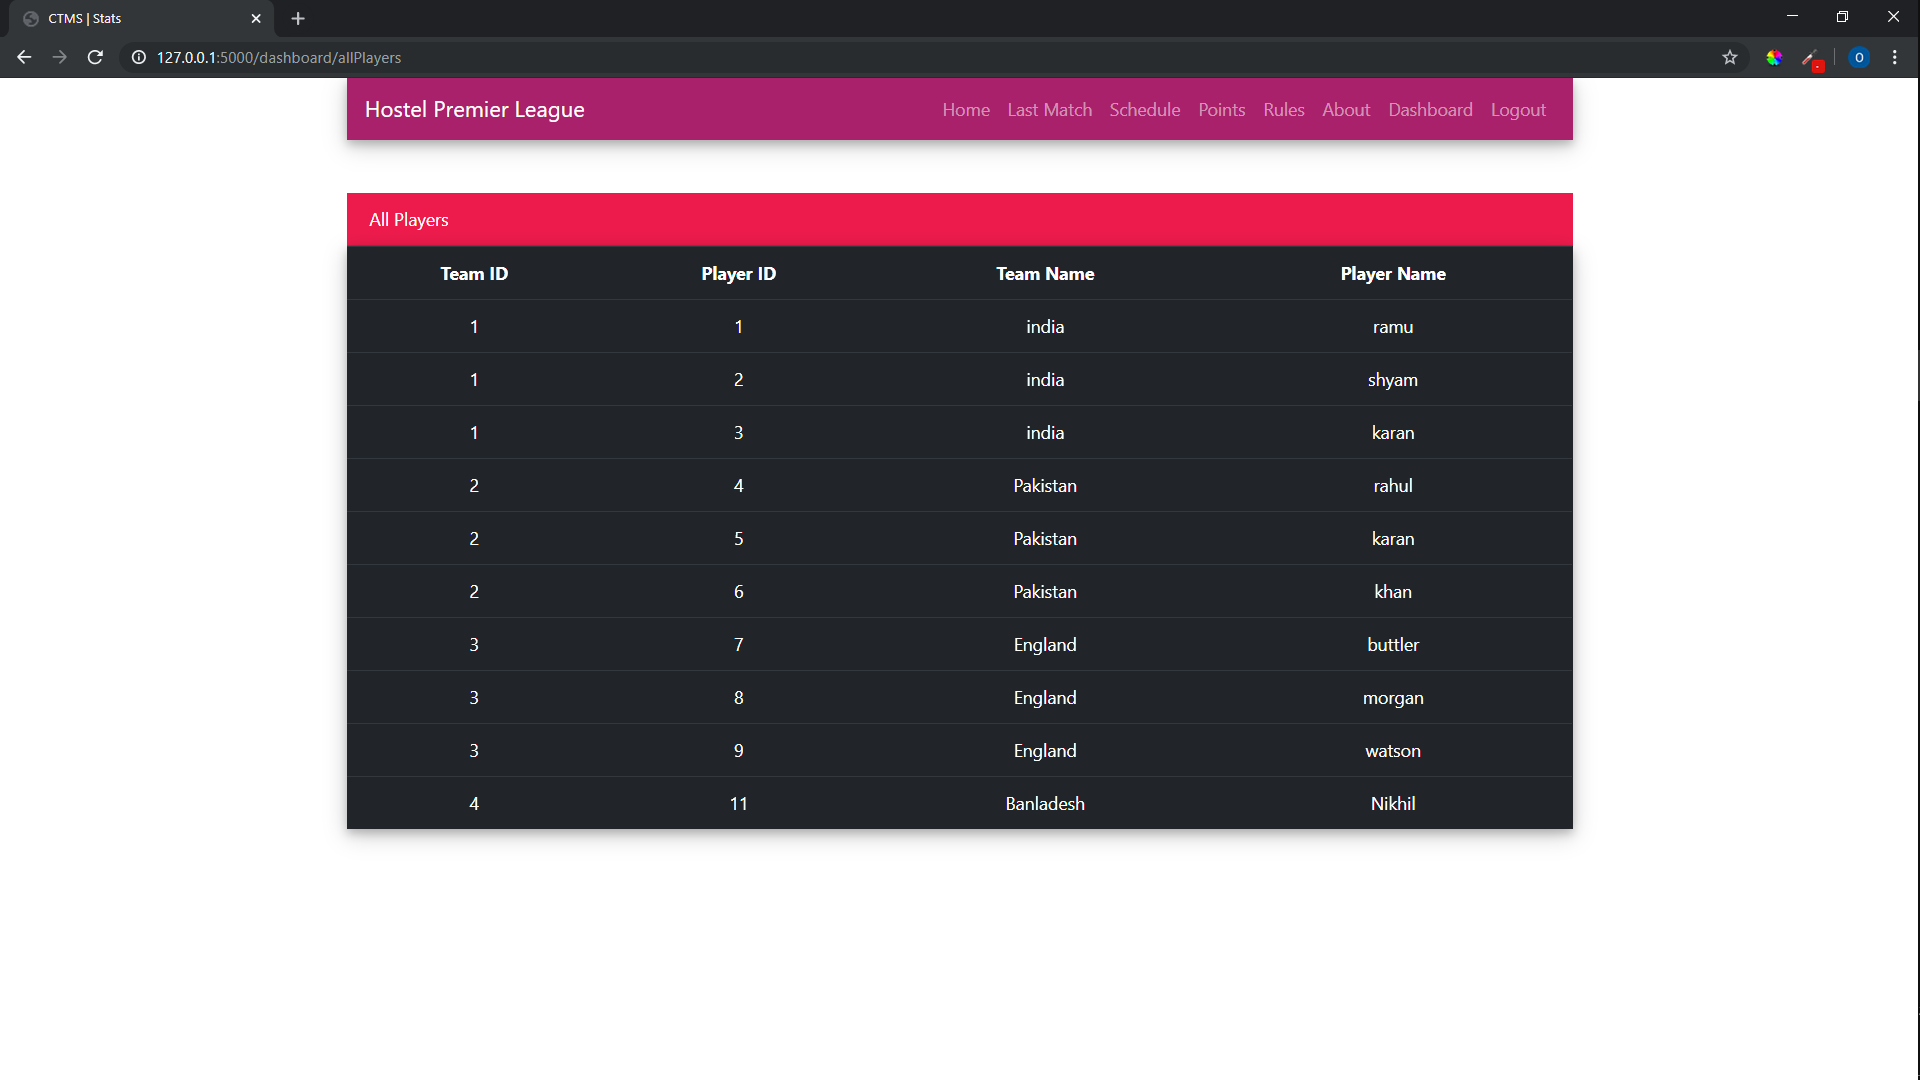 CTMS | Stats
127.0.0.1:5000/dashboard/allPlayers
O
Hostel Premier League Home Last Match Schedule Points Rules About Dashboard Logout
All Players
Team ID Player ID Team Name Player Name
1 1 india ramu
1 2 india shyam
1 3 india karan
2 4 Pakistan rahul
2 5 Pakistan karan
2 6 Pakistan khan
3 7 England buttler
3 8 England morgan
3 9 England watson
4 11 Banladesh Nikhil